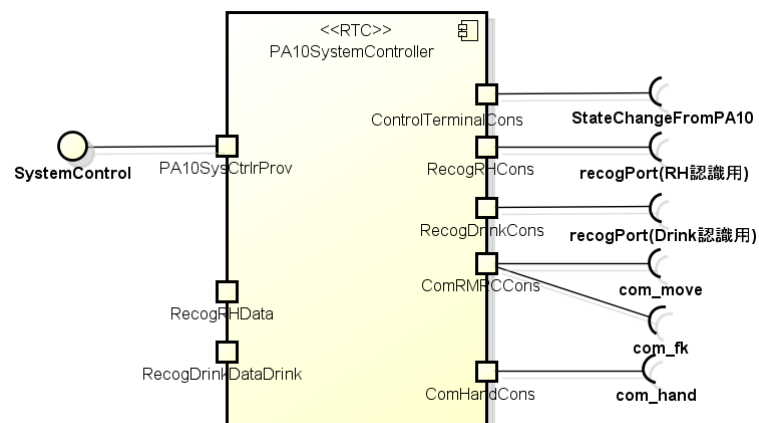 <<RTC>>
PA10SystemController
ControlTerminalCons
StateChangeFromPA10
SystemControl
PA10SysCtrlrProv
RecogRHCons
recogPort(RH認識用)
RecogDrinkCons
recogPort(Drink認識用)
ComRMRCCons
com_move
RecogRHData
com_fk
RecogDrinkDataDrink
ComHandCons
com_hand